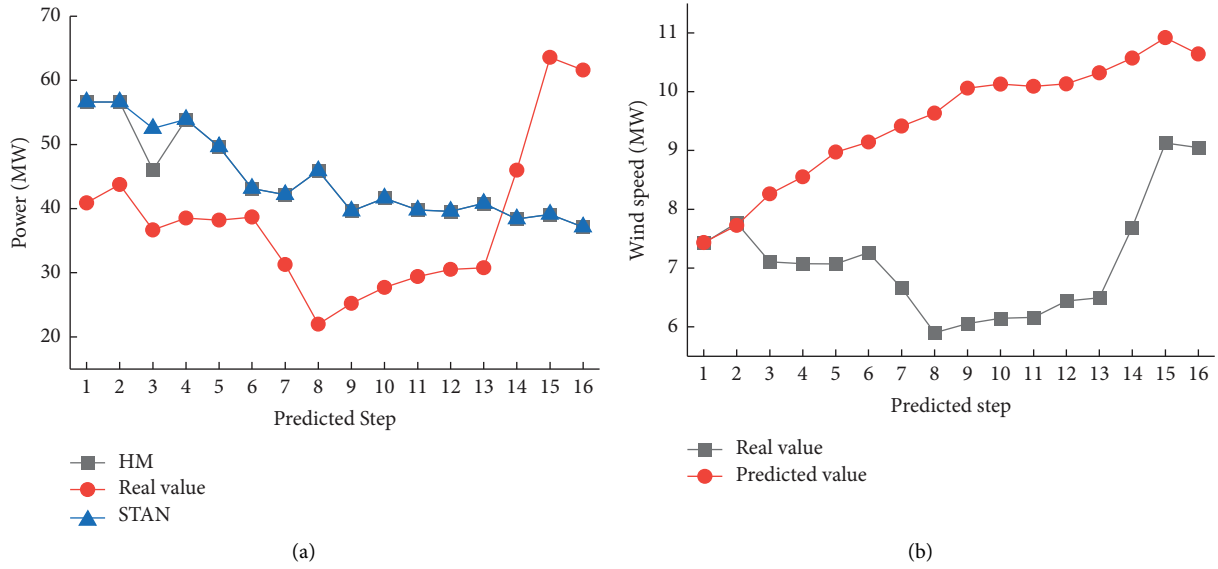 70
60
50
40
30
20
Power (MW)
1 2 3 4 5 6 7 8 9 10 11 12 13 14 15 16
Predicted Step
HM
Real value
STAN
(a)
11
10
9
8
7
6
Wind speed (MW)
1 2 3 4 5 6 7 8 9 10 11 12 13 14 15 16
Predicted step
Real value
Predicted value
(b)